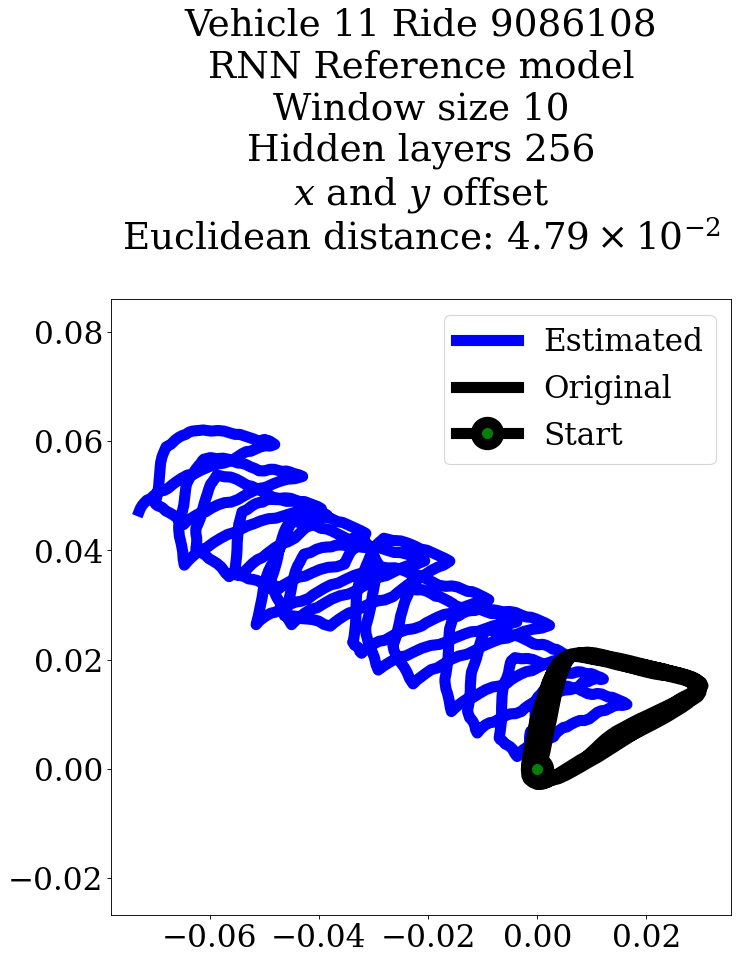 Vehicle 11 Ride 9086108
RNN Reference model
Window size 10
Hidden layers 256
x and y offset
Euclidean distance: 4.79 × 10⁻²
Estimated
Original
Start
0.08
0.06
0.04
0.02
0.00
−0.02
−0.06
−0.04
−0.02
0.00
0.02